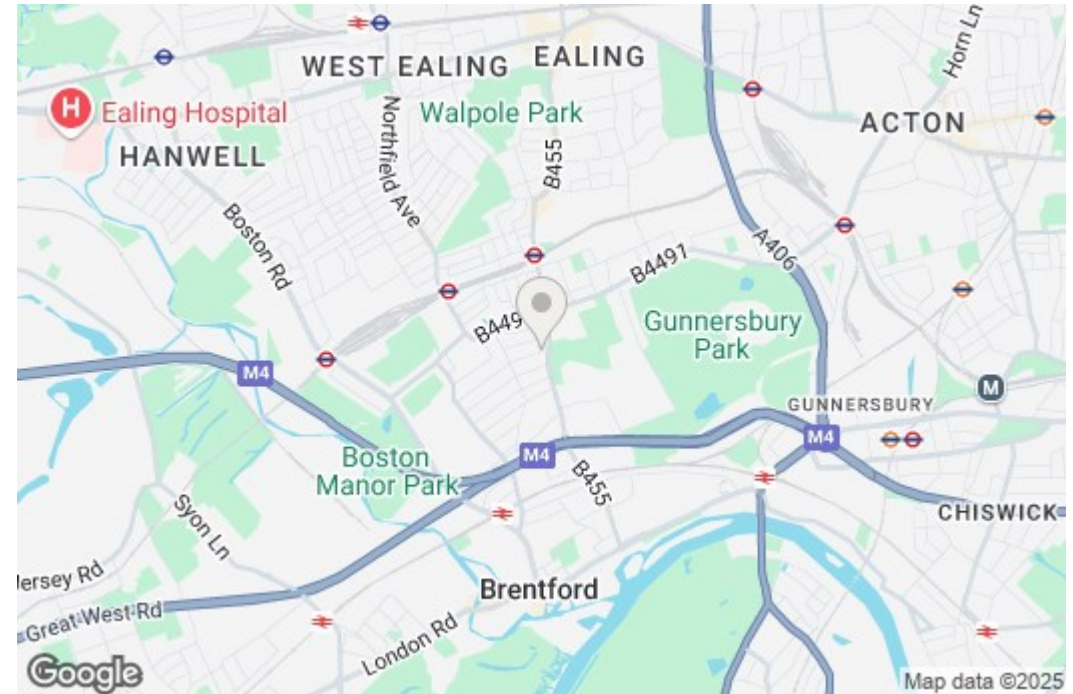 Horn Ln
WEST EALING
EALING
H
Ealing Hospital
Walpole Park
ACTON
HANWELL
Northfield Ave
B455
Boston Rd
A406
B4491
B449
Gunnersbury
Park
M4
M
GUNNERSBURY
M4
M4
Boston
Manor Park
B455
Syon Ln
CHISWICK
Jersey Rd
Brentford
Great West Rd
London Rd
Google
Map data ©2025